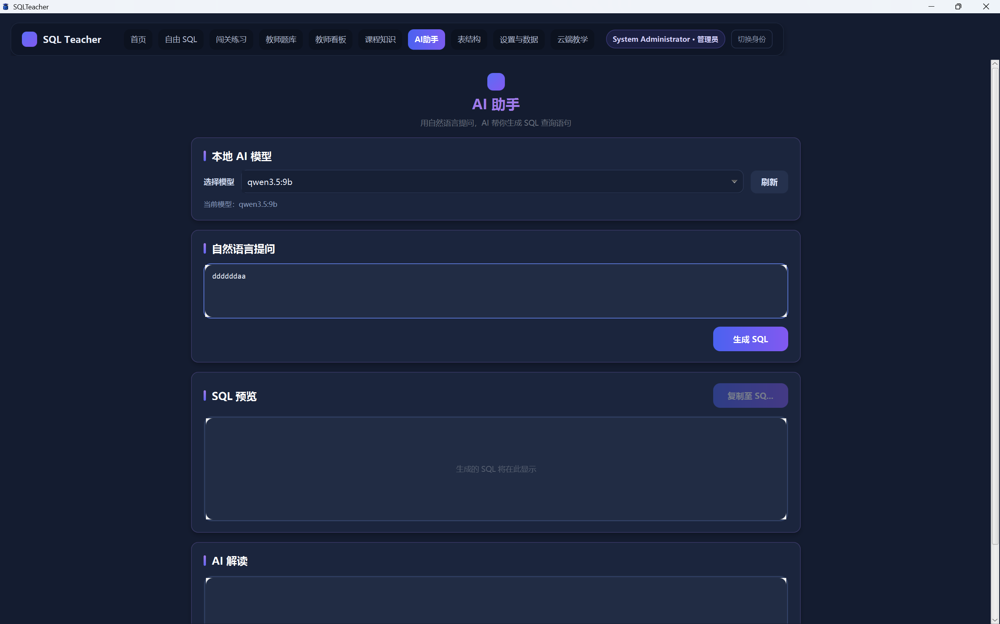 SQLTeacher
SQL Teacher 首页 自由 SQL 闯关练习 教师题库 教师看板 课程知识 AI助手 表结构 设置与数据 云端教学 System Administrator • 管理员 切换身份
AI 助手
用自然语言提问，AI 帮你生成 SQL 查询语句
本地 AI 模型
选择模型 qwen3.5:9b 刷新
当前模型：qwen3.5:9b
自然语言提问
ddddddaa
生成 SQL
SQL 预览 复制至 SQ...
生成的 SQL 将在此显示
AI 解读